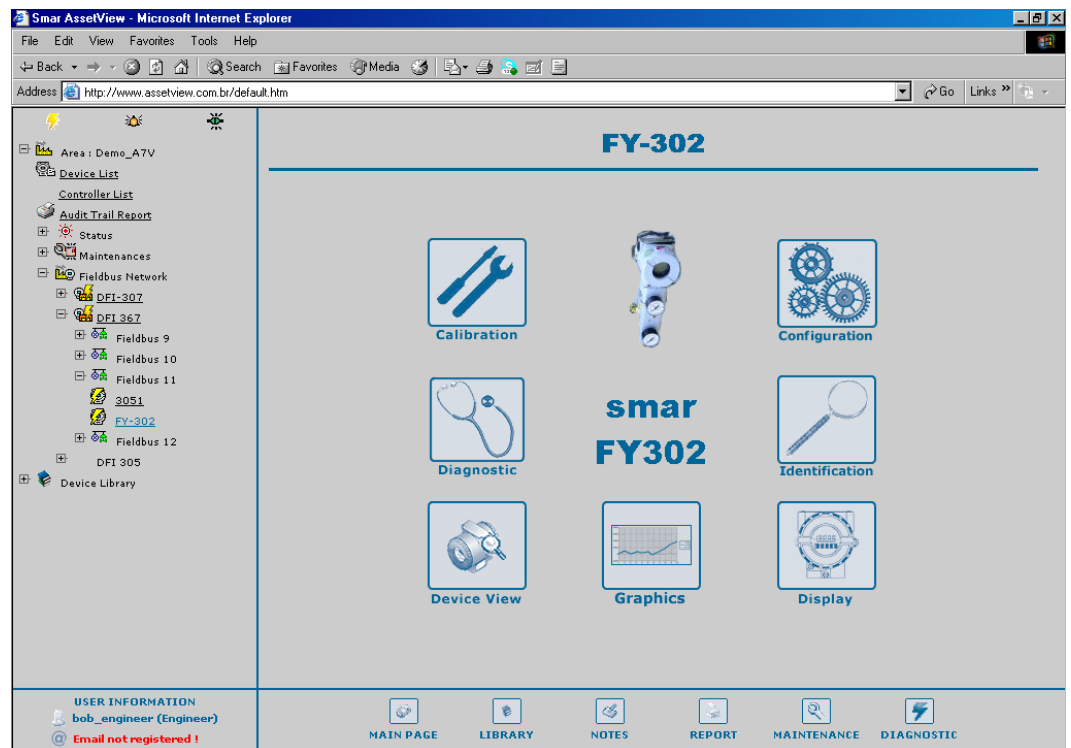 Smar AssetView - Microsoft Internet Explorer
File Edit View Favorites Tools Help
Back Search Favorites Media
Address http://www.assetview.com.br/default.htm Go Links »
Area : Demo_A7V
Device List
Controller List
Audit Trail Report
Status
Maintenances
Fieldbus Network
DFI-307
DFI 367
Fieldbus 9
Fieldbus 10
Fieldbus 11
3051
FY-302
Fieldbus 12
DFI 305
Device Library
FY-302
Calibration
Configuration
Diagnostic
smar
FY302
Identification
Device View
Graphics
Display
USER INFORMATION
bob_engineer (Engineer)
Email not registered !
MAIN PAGE LIBRARY NOTES REPORT MAINTENANCE DIAGNOSTIC